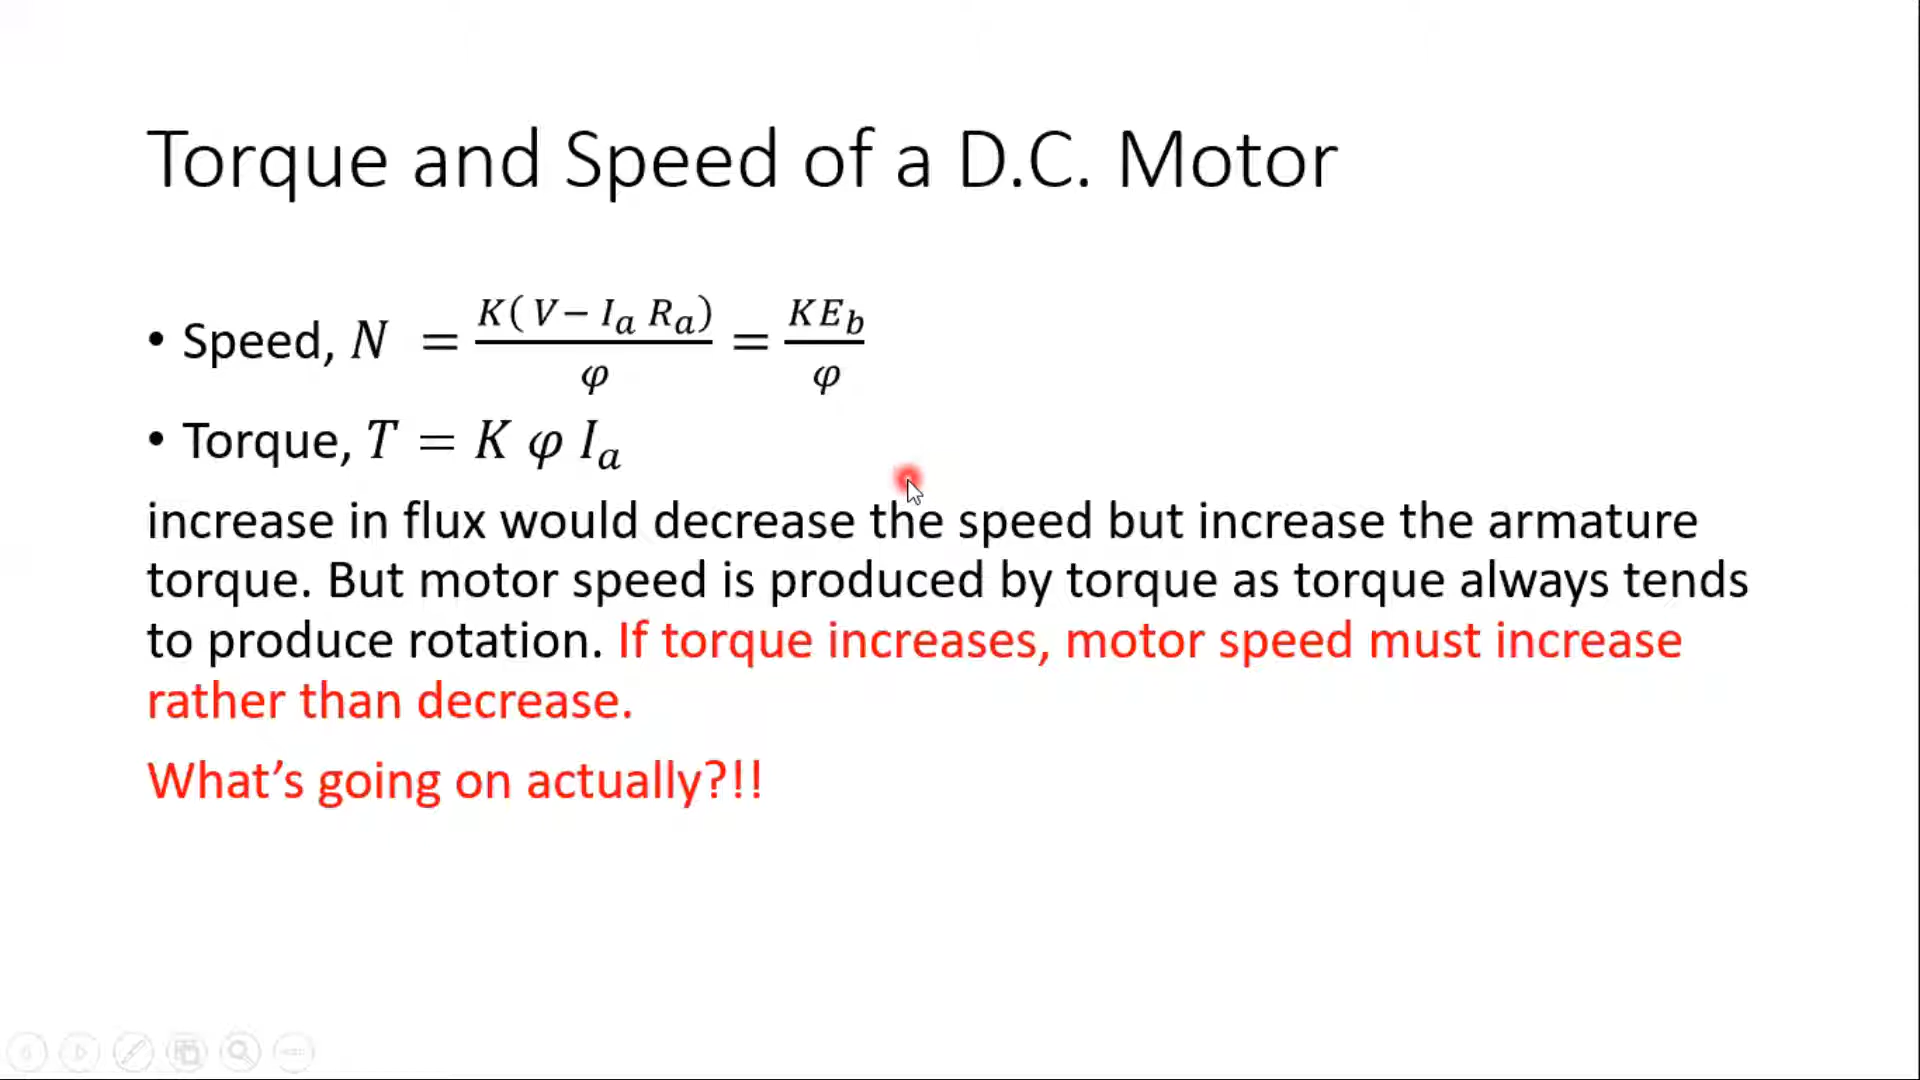 Torque and Speed of a D.C. Motor
• Speed, N = K( V− Iₐ Rₐ)/φ = KE_b/φ
• Torque, T = K φ Iₐ
increase in flux would decrease the speed but increase the armature
torque. But motor speed is produced by torque as torque always tends
to produce rotation. If torque increases, motor speed must increase
rather than decrease.
What’s going on actually?!!